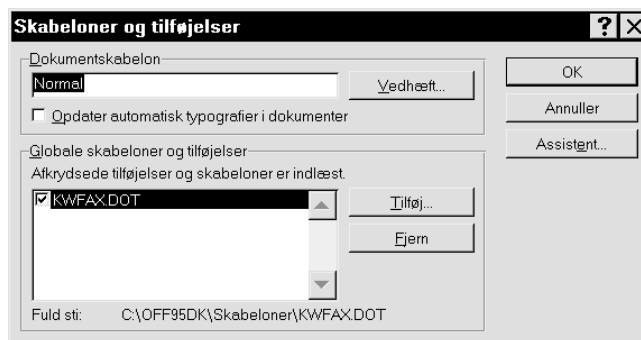 Skabeloner og tilføjelser
Dokumentskabelon
Normal
Vedhæft...
Opdater automatisk typografier i dokumenter
Globale skabeloner og tilføjelser
Afkrydsede tilføjelser og skabeloner er indlæst.
KWFAX.DOT
Tilføj...
Fjern
Fuld sti: C:\OFF95DK\Skabeloner\KWFAX.DOT
OK
Annuller
Assistent...